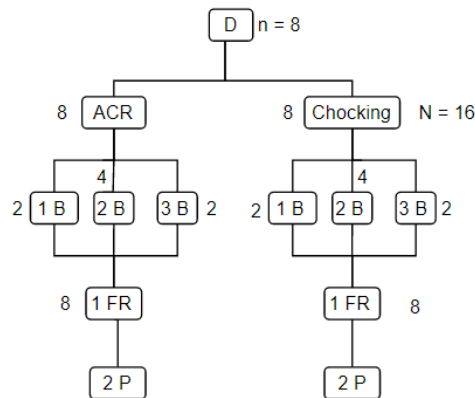 D n = 8
8 ACR 8 Chocking N = 16
4 4
2 1 B 2 B 3 B 2 2 1 B 2 B 3 B 2
8 1 FR 1 FR 8
2 P 2 P